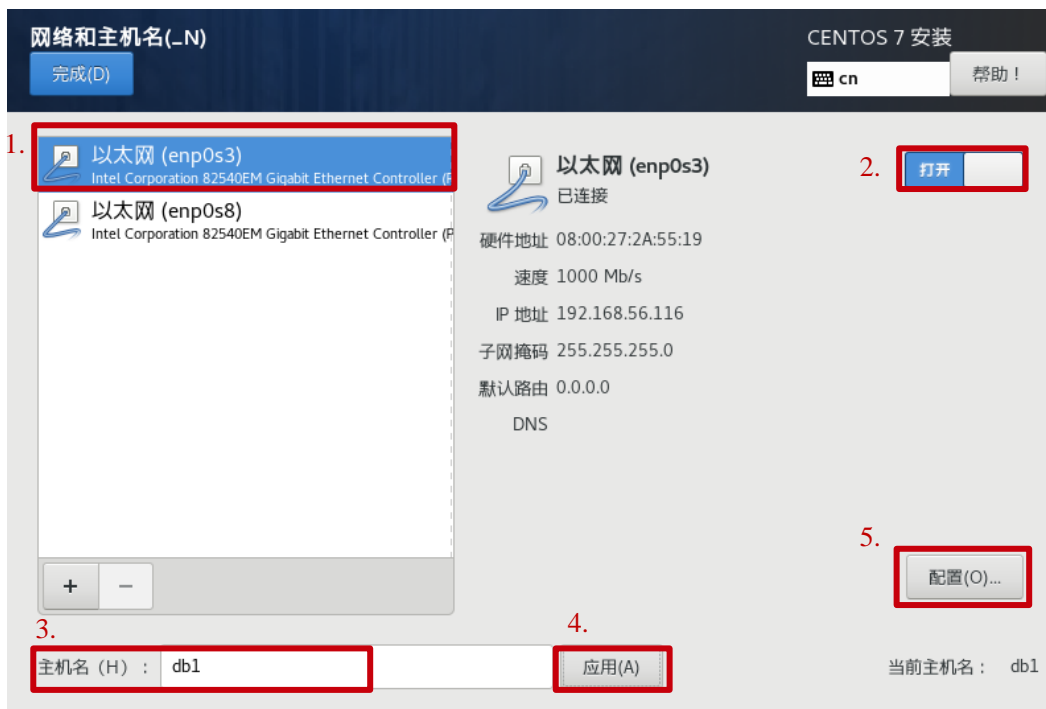 网络和主机名(_N)
CENTOS 7 安装
完成(D)
cn
帮助！
1.
以太网 (enp0s3)
Intel Corporation 82540EM Gigabit Ethernet Controller (
以太网 (enp0s8)
Intel Corporation 82540EM Gigabit Ethernet Controller (P
以太网 (enp0s3)
已连接
2.
打开
硬件地址 08:00:27:2A:55:19
速度 1000 Mb/s
IP 地址 192.168.56.116
子网掩码 255.255.255.0
默认路由 0.0.0.0
DNS
5.
+ −
配置(O)...
3.
4.
主机名（H）： db1
应用(A)
当前主机名： db1